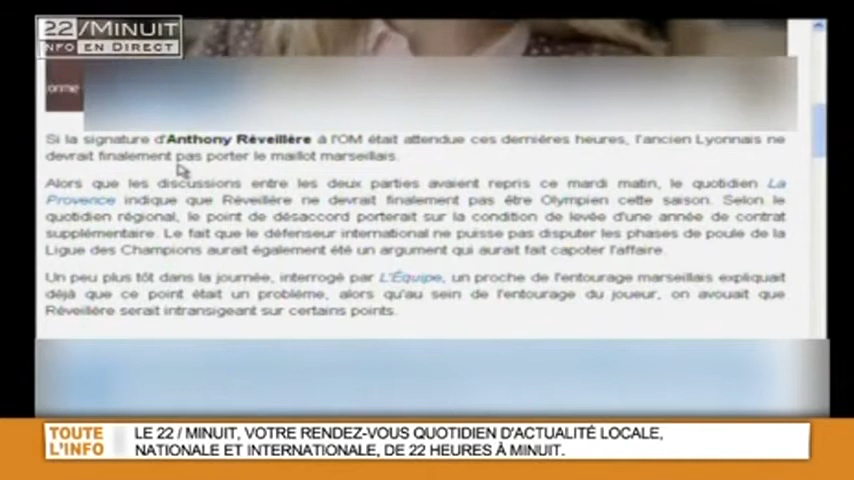 22/MINUIT
INFO EN DIRECT
orme
Si la signature d'Anthony Réveillère à l'OM était attendue ces dernières heures, l'ancien Lyonnais ne
devrait finalement pas porter le maillot marseillais.
Alors que les discussions entre les deux parties avaient repris ce mardi matin, le quotidien La
Provence indique que Réveillère ne devrait finalement pas être Olympien cette saison. Selon le
quotidien régional, le point de désaccord porterait sur la condition de levée d'une année de contrat
supplémentaire. Le fait que le défenseur international ne puisse pas disputer les phases de poule de la
Ligue des Champions aurait également été un argument qui aurait fait capoter l'affaire.
Un peu plus tôt dans la journée, interrogé par L'Équipe, un proche de l'entourage marseillais expliquait
déjà que ce point était un problème, alors qu'au sein de l'entourage du joueur, on avouait que
Réveillère serait intransigeant sur certains points.
TOUTE
L'INFO
LE 22 / MINUIT, VOTRE RENDEZ-VOUS QUOTIDIEN D'ACTUALITÉ LOCALE,
NATIONALE ET INTERNATIONALE, DE 22 HEURES À MINUIT.